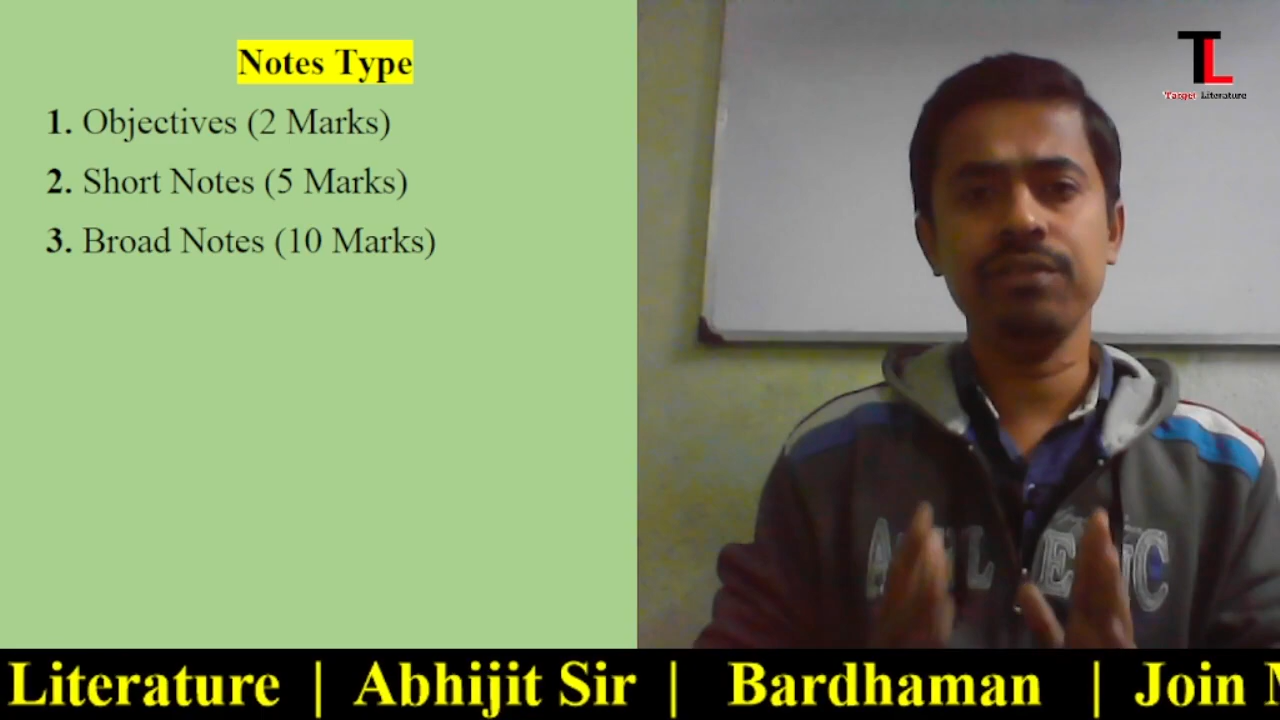 Notes Type
1. Objectives (2 Marks)
2. Short Notes (5 Marks)
3. Broad Notes (10 Marks)
TL
Target Literature
Literature | Abhijit Sir | Bardhaman | Join